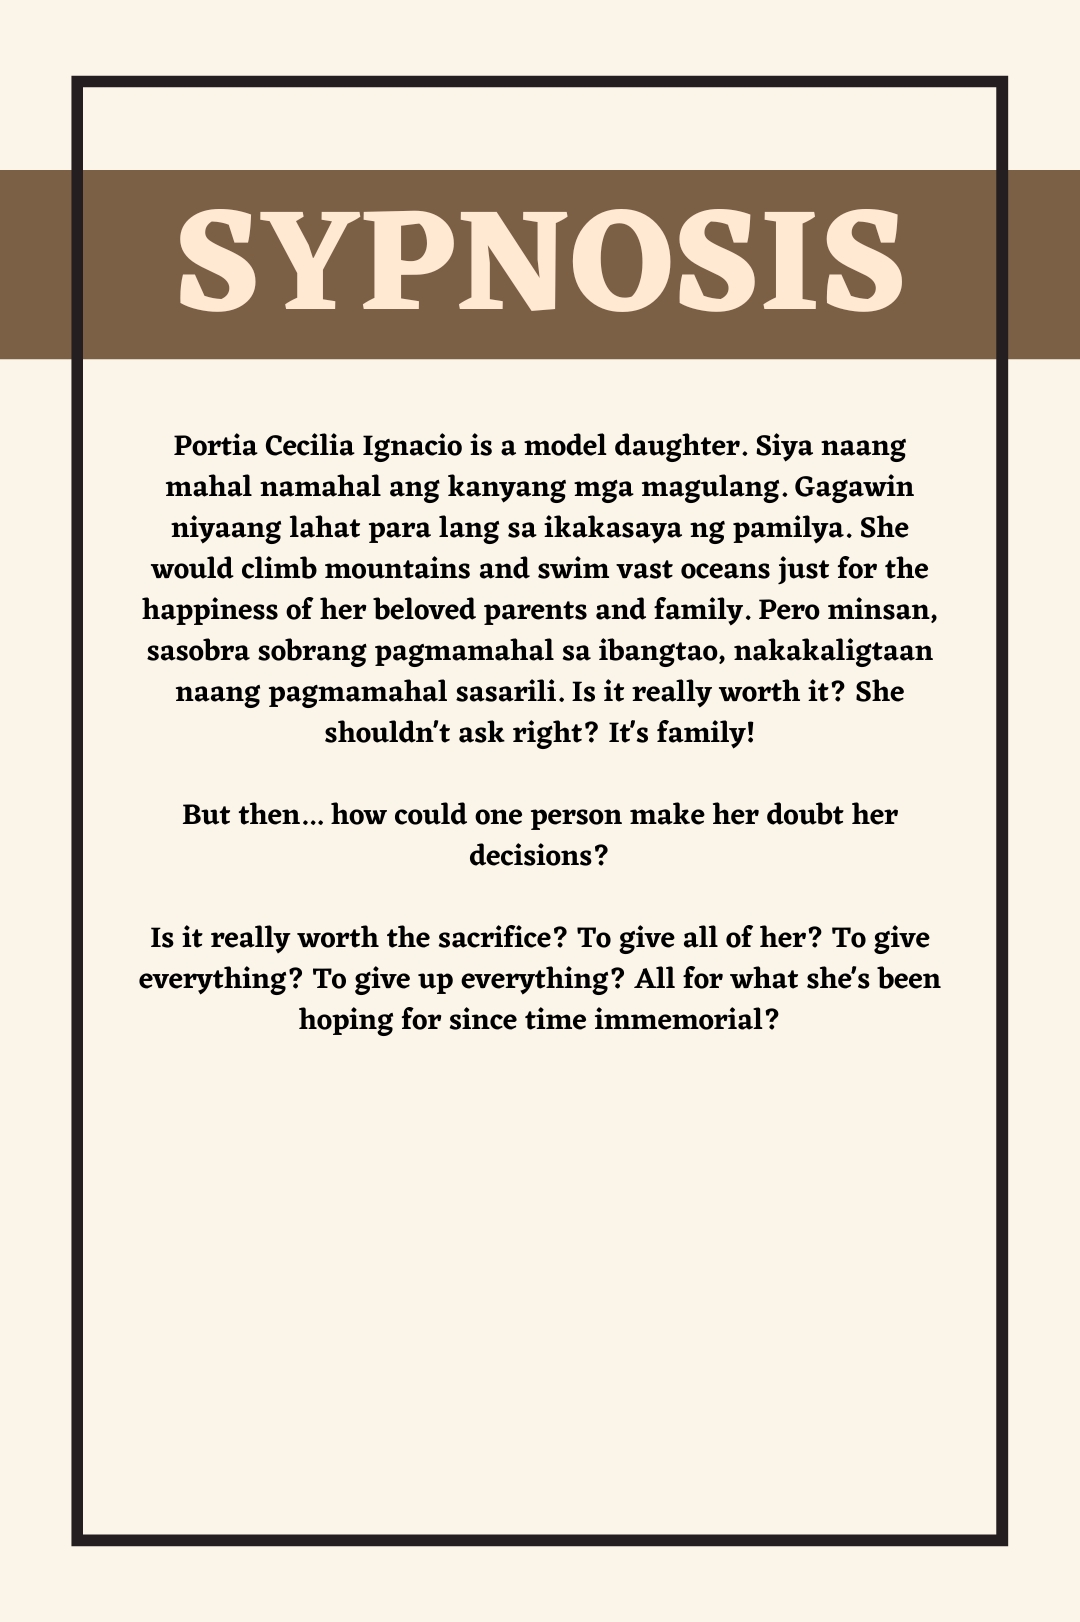 SYPNOSIS
Portia Cecilia Ignacio is a model daughter. Siya naang
mahal namahal ang kanyang mga magulang. Gagawin
niyaang lahat para lang sa ikakasaya ng pamilya. She
would climb mountains and swim vast oceans just for the
happiness of her beloved parents and family. Pero minsan,
sasobra sobrang pagmamahal sa ibangtao, nakakaligtaan
naang pagmamahal sasarili. Is it really worth it? She
shouldn't ask right? It's family!
But then... how could one person make her doubt her
decisions?
Is it really worth the sacrifice? To give all of her? To give
everything? To give up everything? All for what she's been
hoping for since time immemorial?